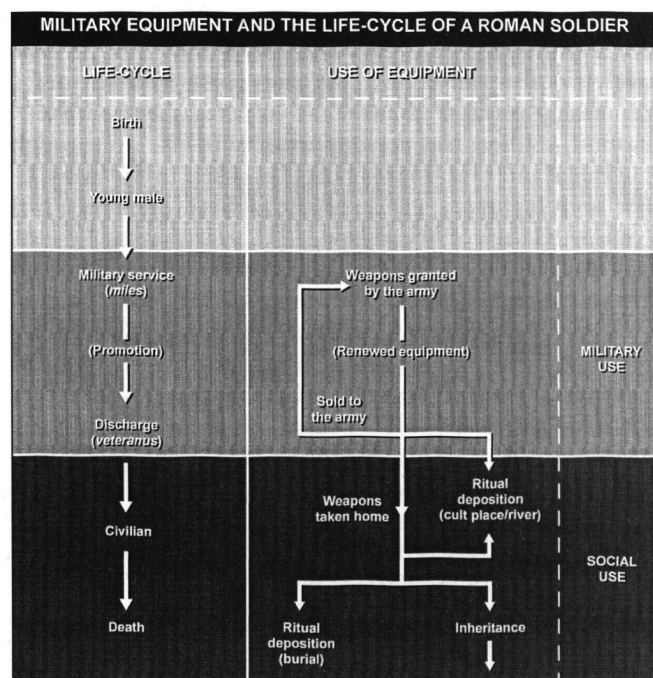 MILITARY EQUIPMENT AND THE LIFE-CYCLE OF A ROMAN SOLDIER
LIFE-CYCLE
USE OF EQUIPMENT
Birth
Young male
Military service
(miles)
(Promotion)
Discharge
(veteranus)
Civilian
Death
Weapons granted
by the army
(Renewed equipment)
Sold to
the army
Weapons
taken home
Ritual
deposition
(cult place/river)
Ritual
deposition
(burial)
Inheritance
MILITARY
USE
SOCIAL
USE